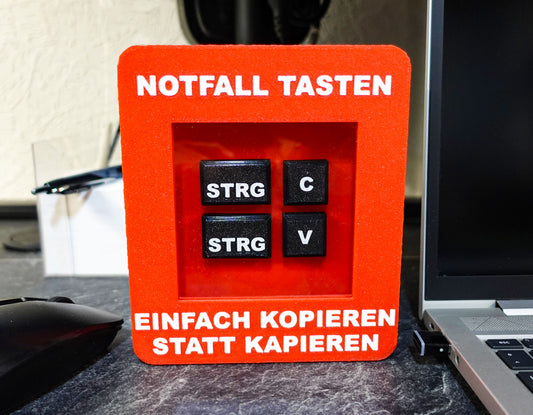 NOTFALL TASTEN
STRG C
STRG V
EINFACH KOPIEREN
STATT KAPIEREN